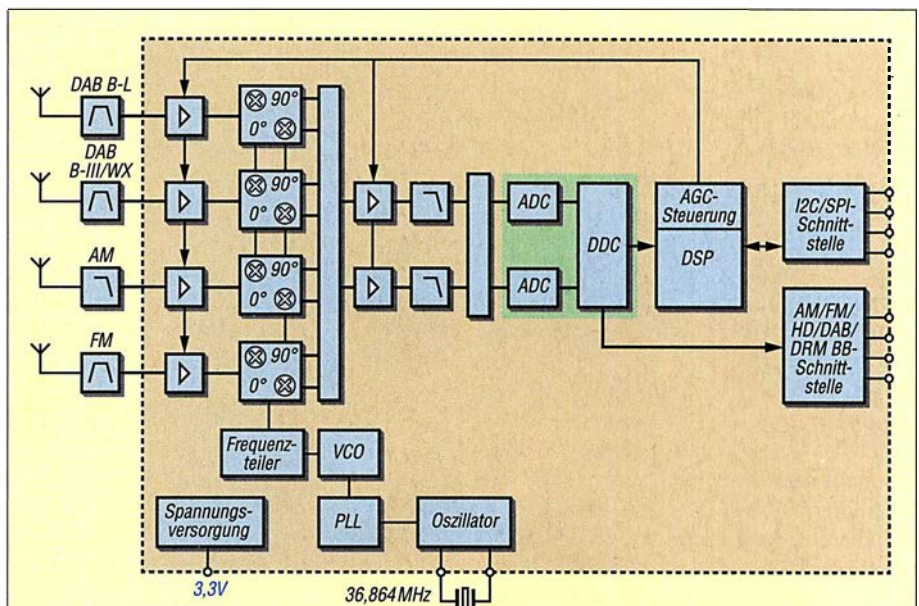 DAB B-L
DAB
B-III/WX
AM
FM
90°
0°
90°
0°
90°
0°
90°
0°
ADC
ADC
DDC
AGC-
Steuerung
DSP
I2C/SPI-
Schnitt-
stelle
AM/FM/
HD/DAB/
DRM BB-
Schnitt-
stelle
Frequenz-
teiler
VCO
Spannungs-
versorgung
PLL
Oszillator
3,3V
36,864 MHz